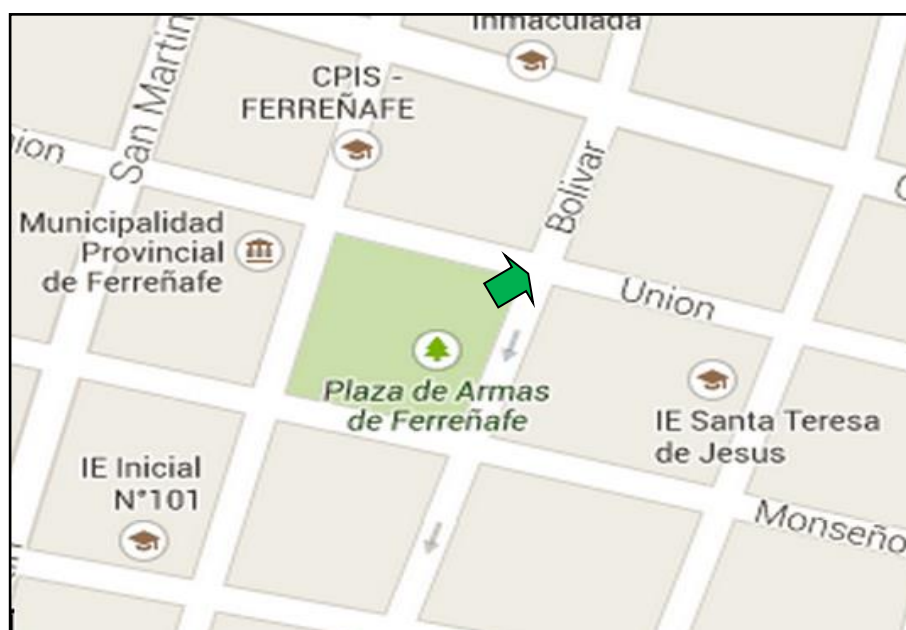 Inmaculada
San Martin
CPIS -
FERREÑAFE
Bolivar
Municipalidad
Provincial
de Ferreñafe
Union
Plaza de Armas
de Ferreñafe
IE Santa Teresa
de Jesus
IE Inicial
N°101
Monseño